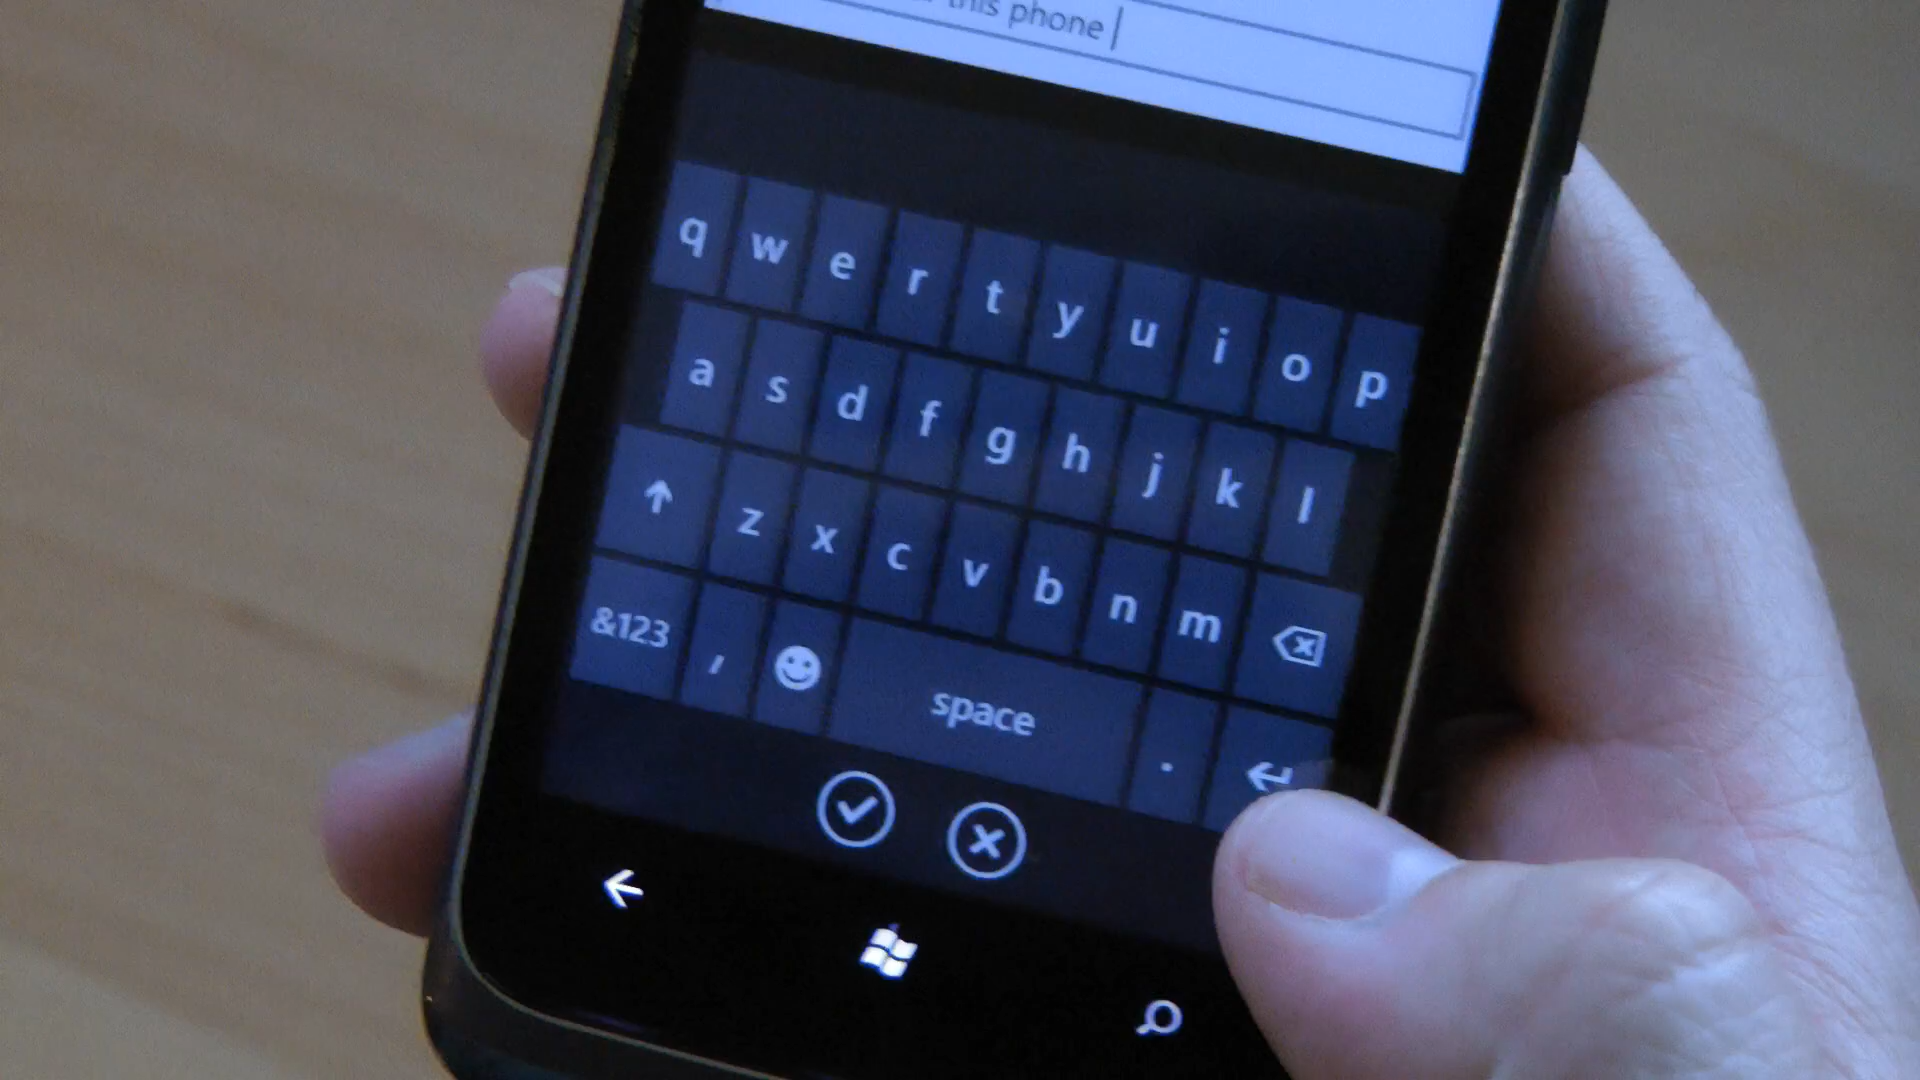 this phone
q w e r t y u i o p
a s d f g h j k l
z x c v b n m
&123 , space .